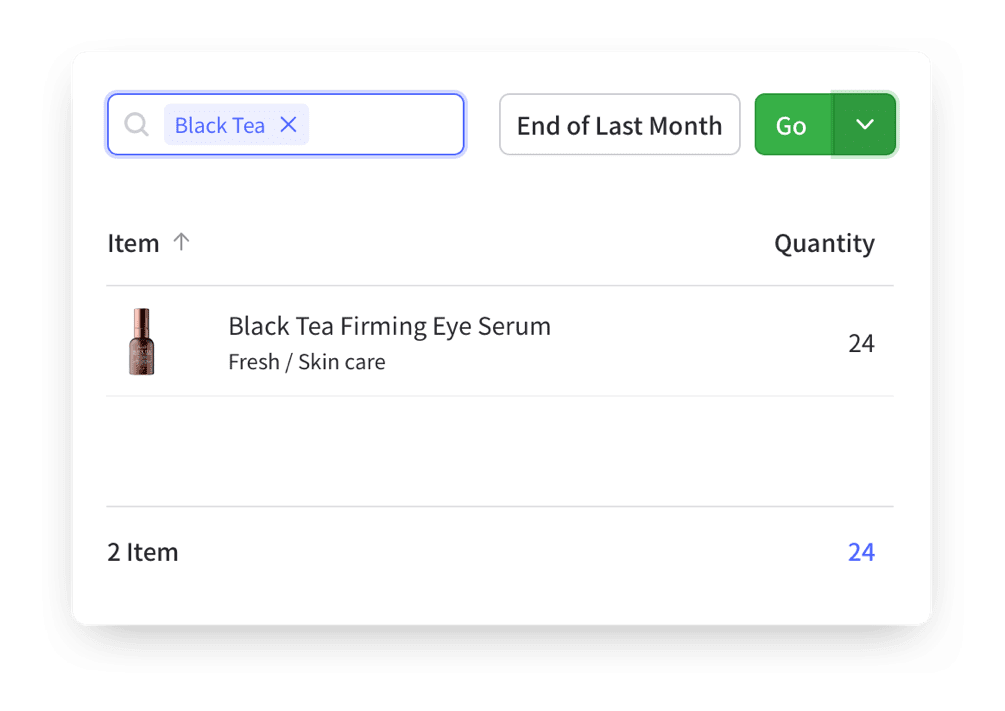 Black Tea
End of Last Month
Go
Item
Quantity
Black Tea Firming Eye Serum
Fresh / Skin care
24
2 Item
24